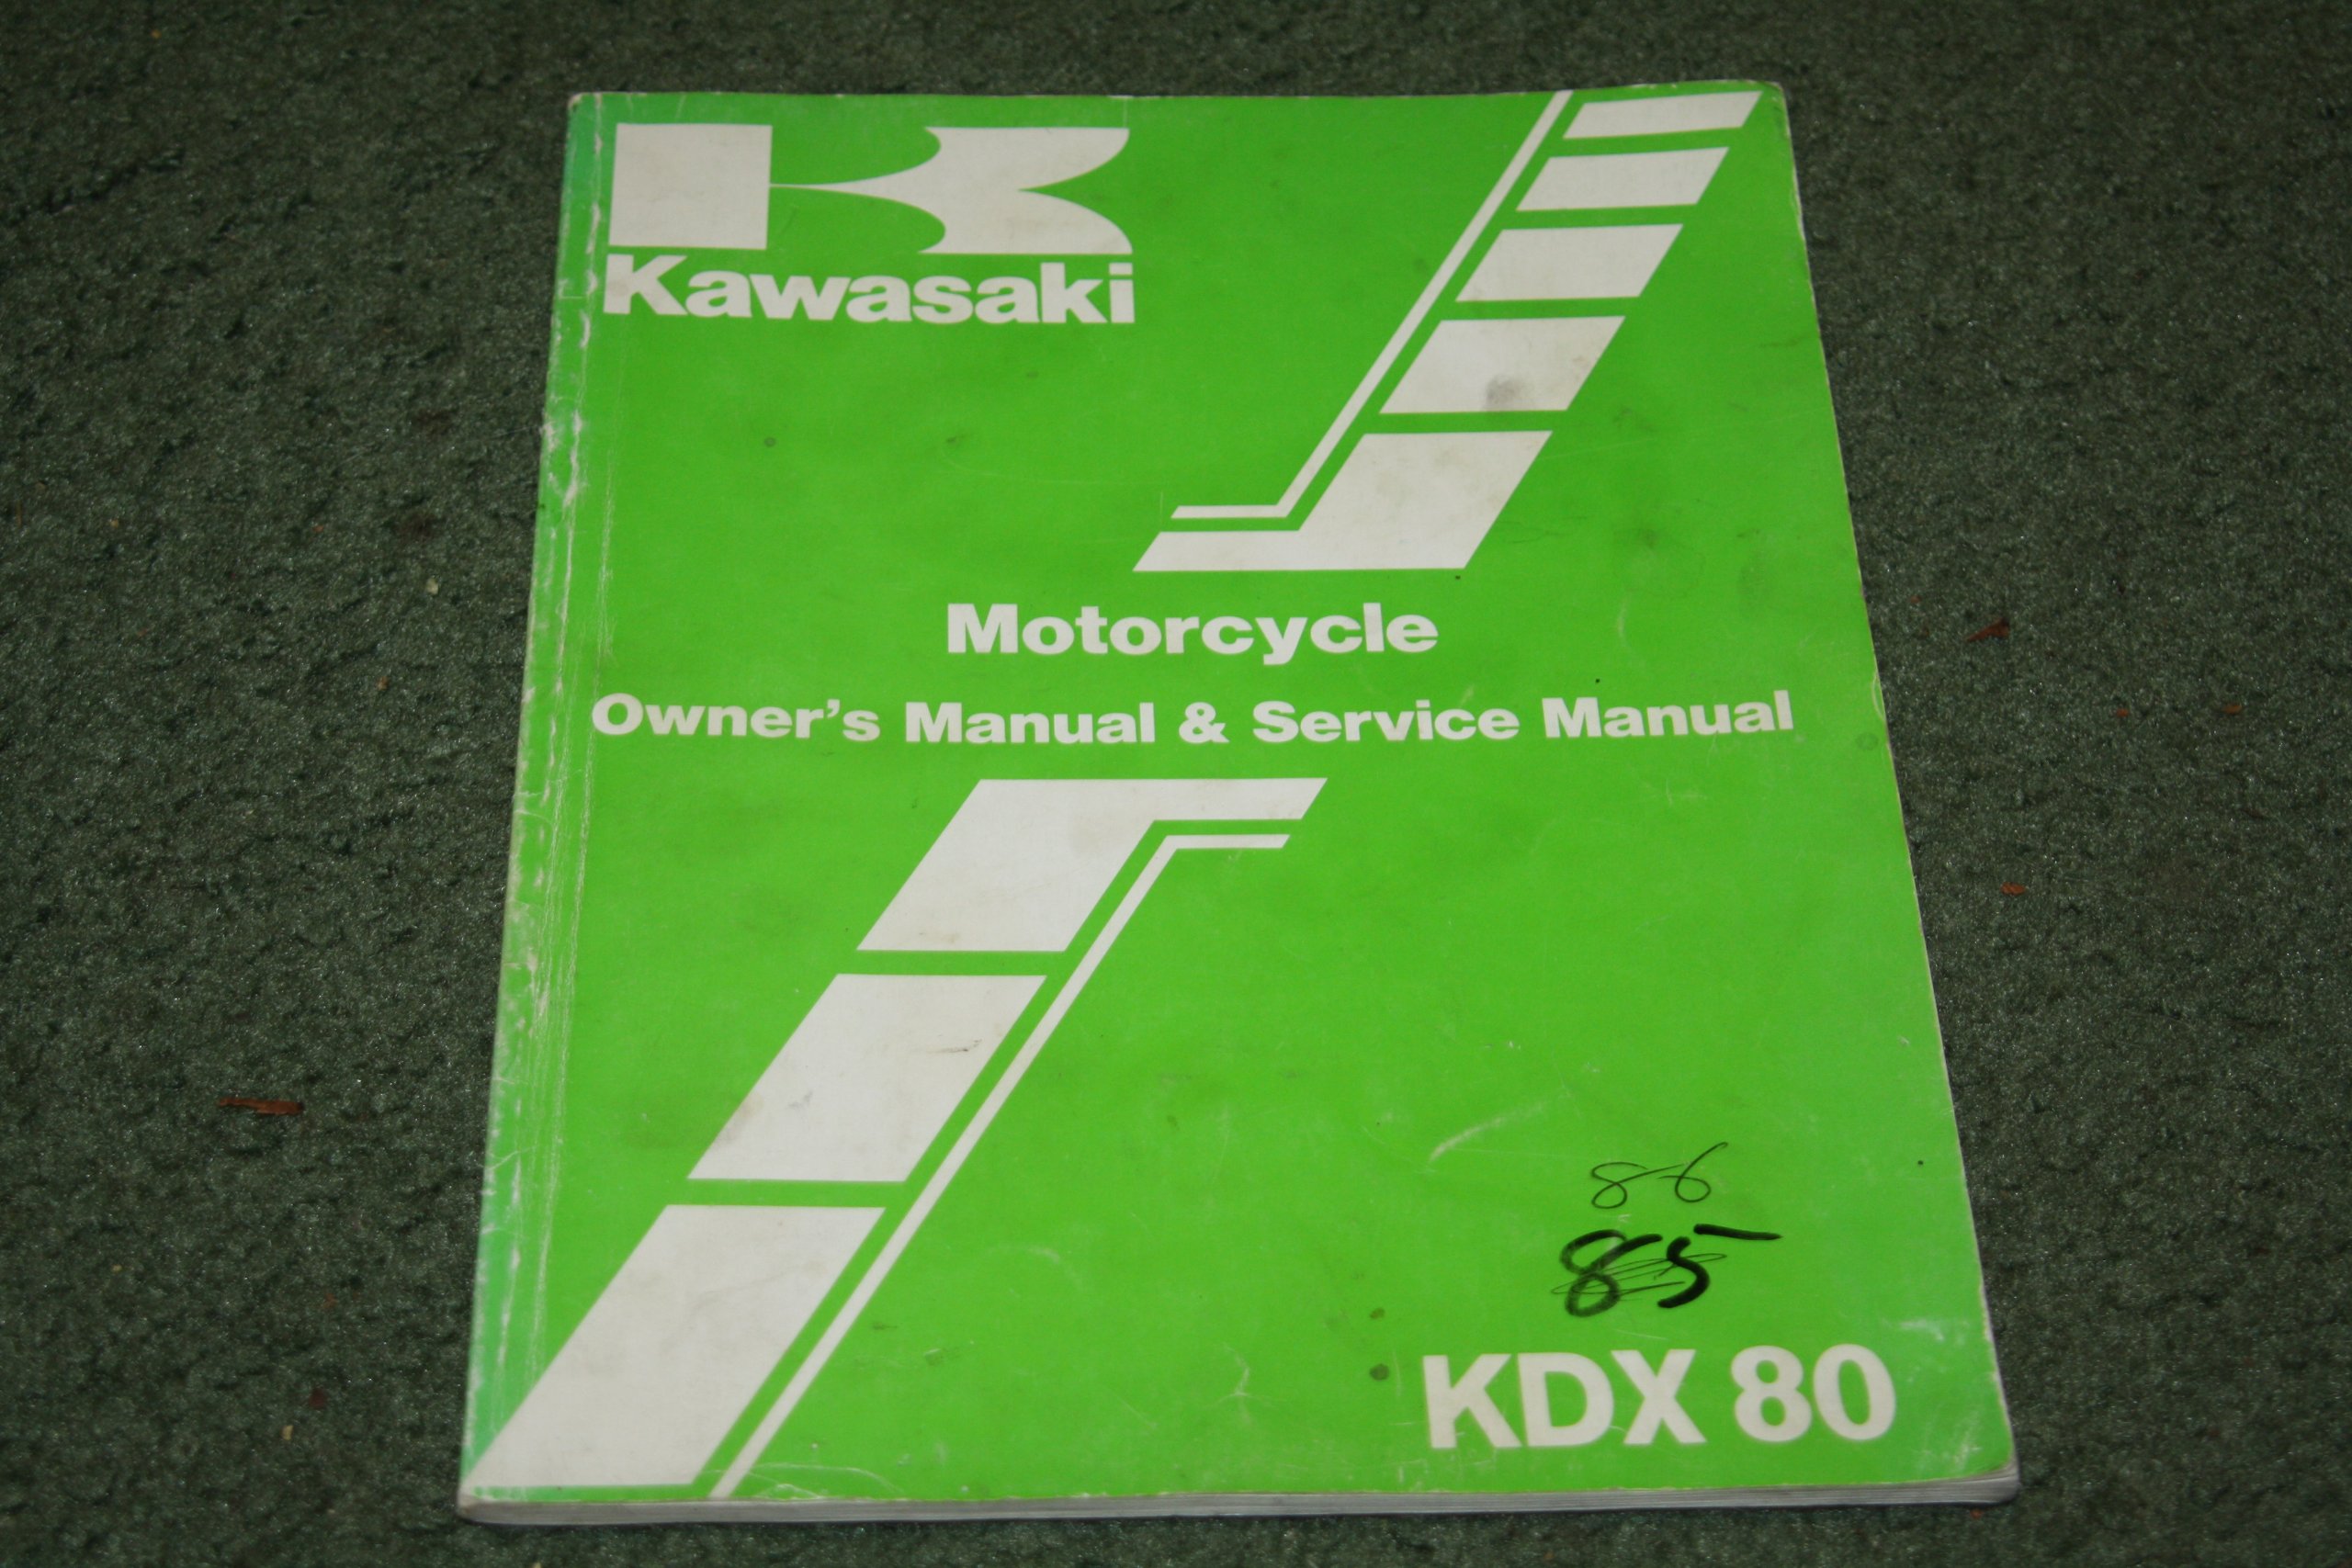 Kawasaki
Motorcycle
Owner's Manual & Service Manual
86
85
KDX 80